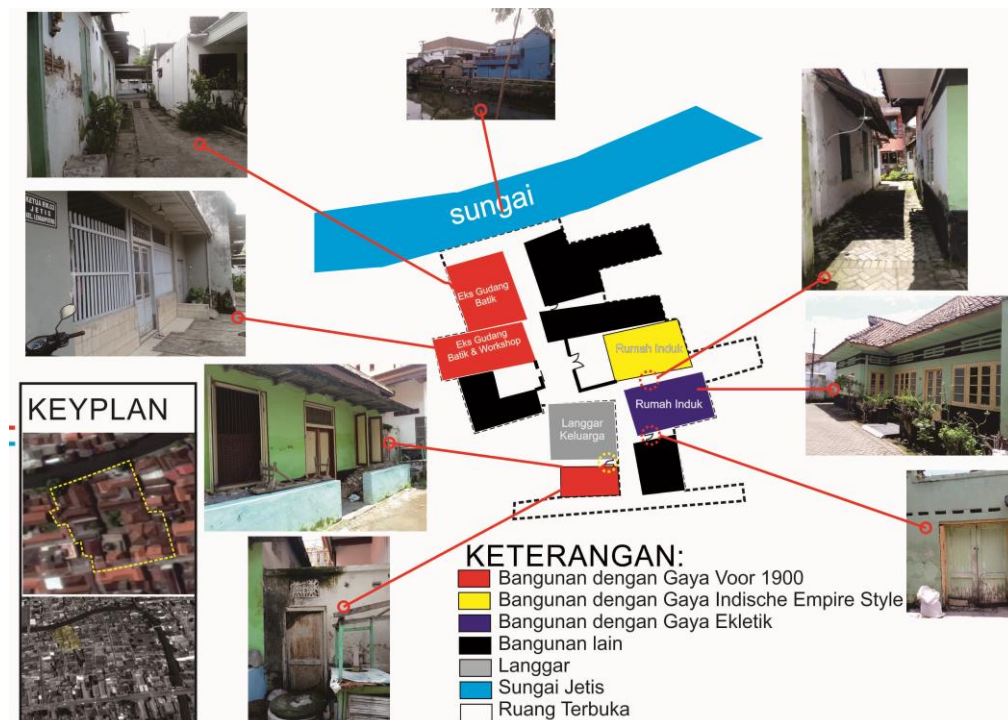 KETUA RW.03
JETIS
sungai
Eks Gudang
Batik
Eks Gudang
Batik & Workshop
Rumah Induk
Rumah Induk
Langgar
Keluarga
KEYPLAN
KETERANGAN:
Bangunan dengan Gaya Voor 1900
Bangunan dengan Gaya Indische Empire Style
Bangunan dengan Gaya Ekletik
Bangunan lain
Langgar
Sungai Jetis
Ruang Terbuka